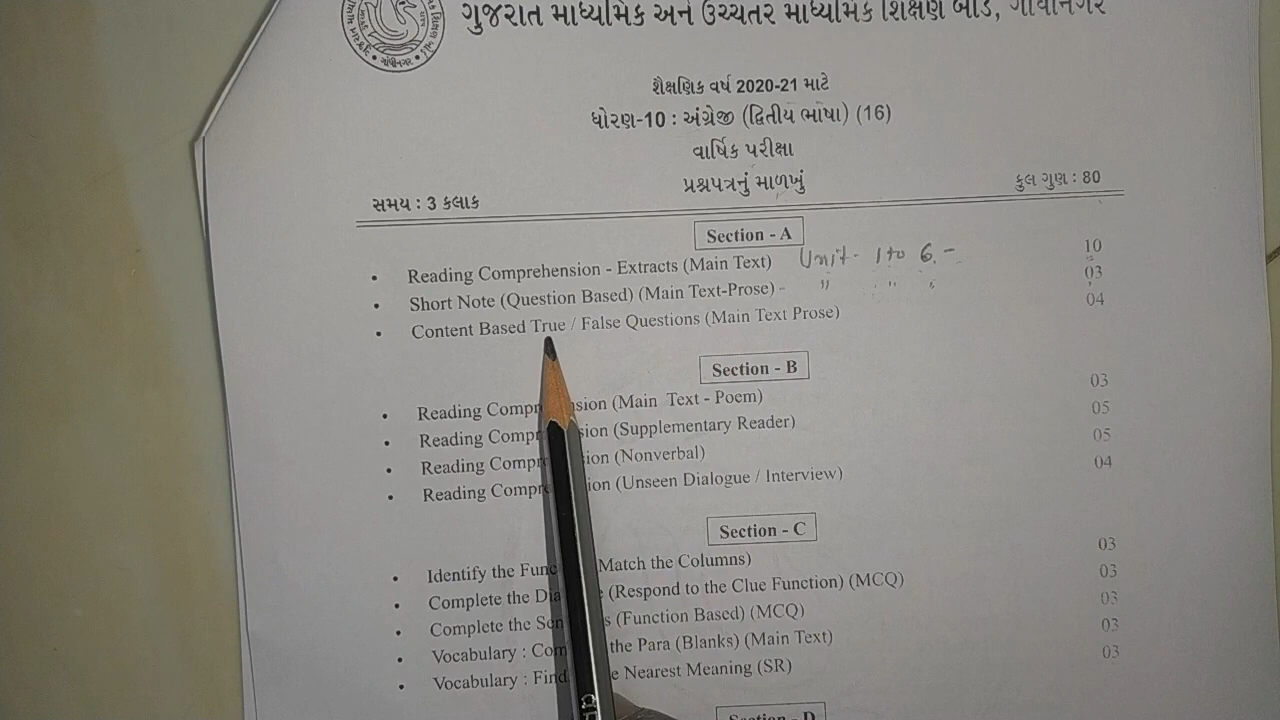 ગુજરાત માધ્યમિક અને ઉચ્ચતર માધ્યમિક શિક્ષણ બોર્ડ, ગાંધીનગર
ગાંધીનગર
શૈક્ષણિક વર્ષ 2020-21 માટે
ધોરણ-10 : અંગ્રેજી (દ્વિતીય ભાષા) (16)
વાર્ષિક પરીક્ષા
પ્રશ્નપત્રનું માળખું
સમય : 3 કલાક કુલ ગુણ : 80
Section - A
• Reading Comprehension - Extracts (Main Text) Unit - 1 to 6. - 10
• Short Note (Question Based) (Main Text-Prose) - " " " 03
• Content Based True / False Questions (Main Text Prose) 04
Section - B
• Reading Compr sion (Main Text - Poem) 03
• Reading Compr sion (Supplementary Reader) 05
• Reading Compr ion (Nonverbal) 05
• Reading Compre ion (Unseen Dialogue / Interview) 04
Section - C
• Identify the Func Match the Columns) 03
• Complete the Dia (Respond to the Clue Function) (MCQ) 03
• Complete the Sen s (Function Based) (MCQ) 03
• Vocabulary : Com the Para (Blanks) (Main Text) 03
• Vocabulary : Find e Nearest Meaning (SR) 03
Section - D